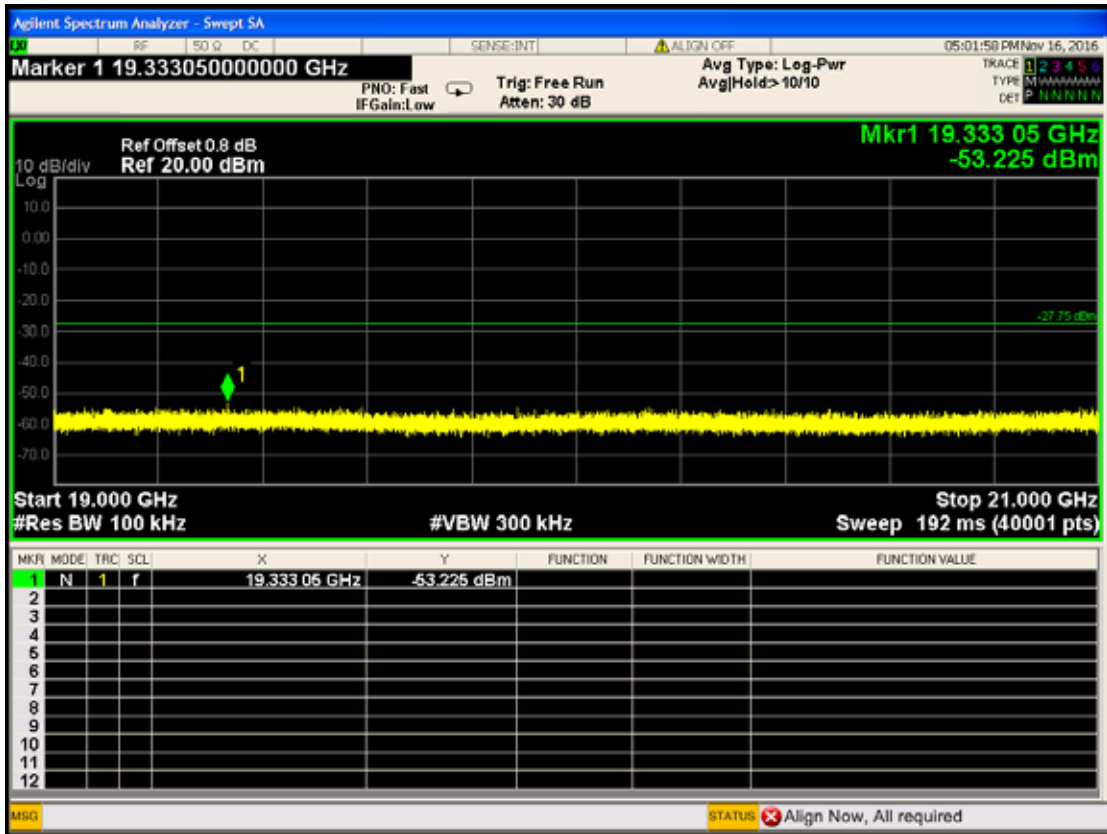 Agilent Spectrum Analyzer - Swept SA
LXI RF 50 Ω DC SENSE:INT ALIGN OFF 05:01:58 PM Nov 16, 2016
Marker 1 19.333050000000 GHz
PNO: Fast
IFGain:Low
Trig: Free Run
Atten: 30 dB
Avg Type: Log-Pwr
Avg|Hold:>10/10
TRACE 1 2 3 4 5 6
TYPE M
DET P N N N N N
Mkr1 19.333 05 GHz
-53.225 dBm
Ref Offset 0.8 dB
10 dB/div Ref 20.00 dBm
Log
10.0
0.00
-10.0
-20.0
-27.75 dBm
-30.0
-40.0
1
-50.0
-60.0
-70.0
Start 19.000 GHz Stop 21.000 GHz
#Res BW 100 kHz #VBW 300 kHz Sweep 192 ms (40001 pts)
MKR MODE TRC SCL X Y FUNCTION FUNCTION WIDTH FUNCTION VALUE
1 N 1 f 19.333 05 GHz -53.225 dBm
2
3
4
5
6
7
8
9
10
11
12
MSG STATUS Align Now, All required